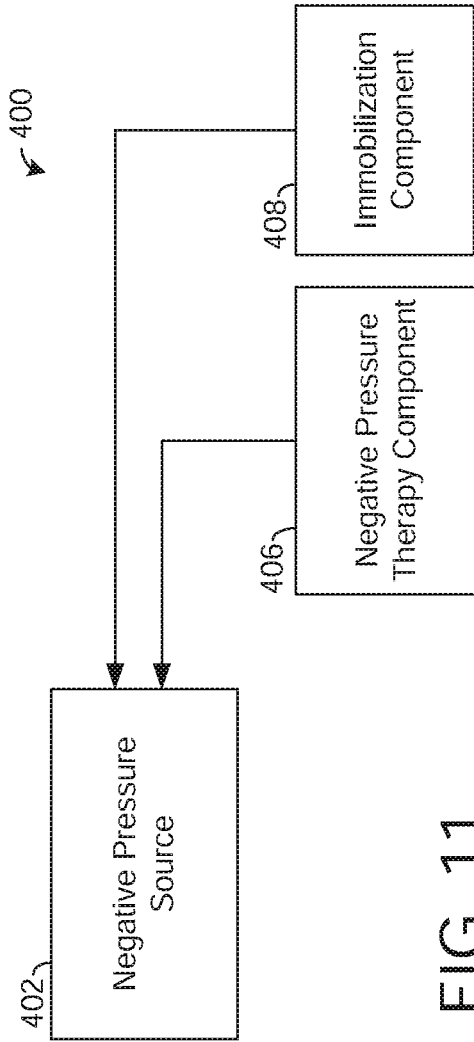 400
402
Negative Pressure
Source
406
Negative Pressure
Therapy Component
408
Immobilization
Component
FIG. 11